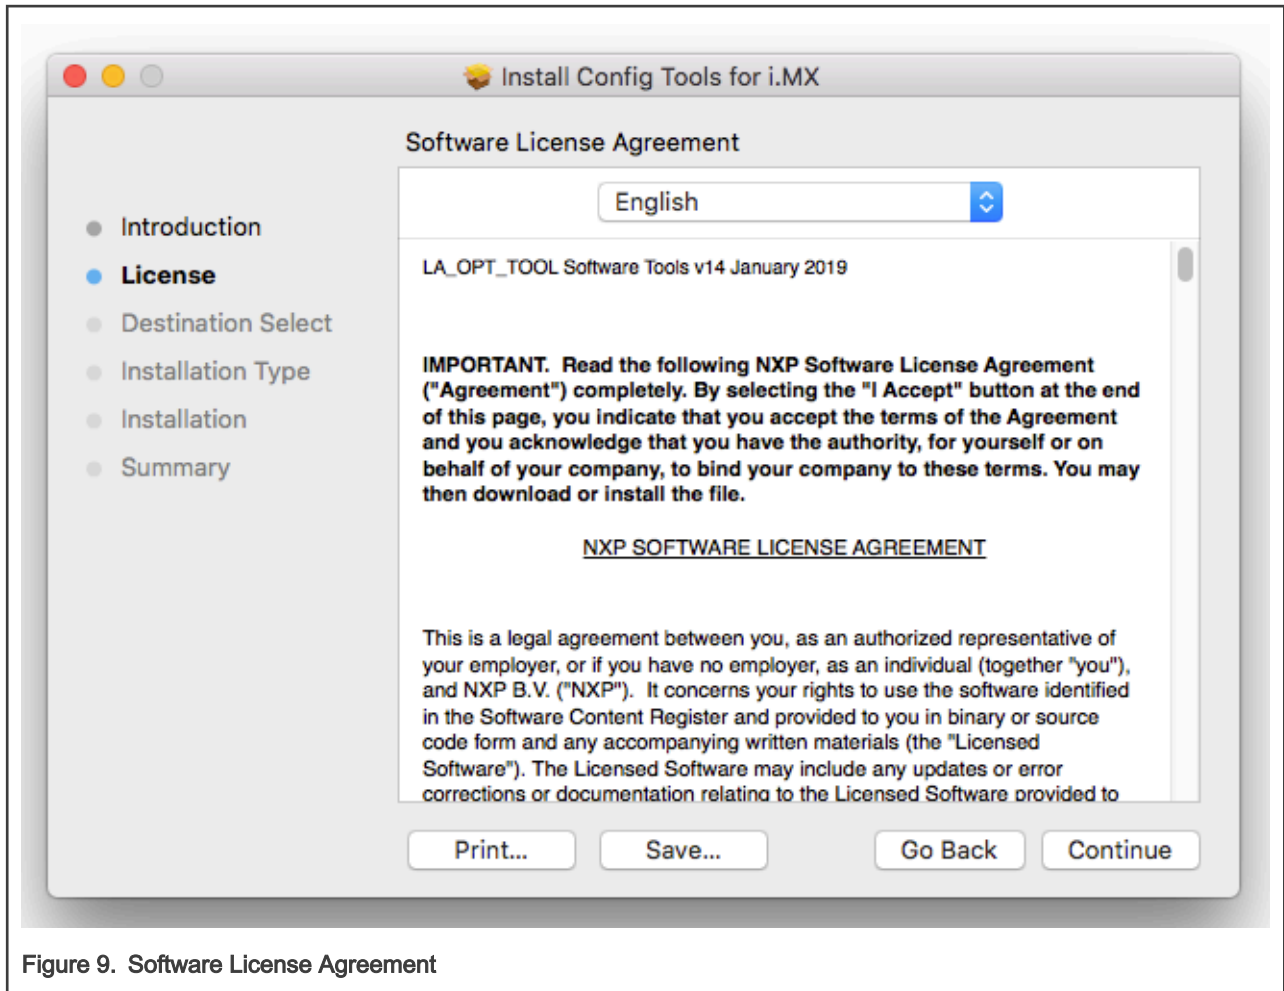 Install Config Tools for i.MX
Software License Agreement
Introduction
License
Destination Select
Installation Type
Installation
Summary
English
LA_OPT_TOOL Software Tools v14 January 2019
IMPORTANT.  Read the following NXP Software License Agreement
("Agreement") completely. By selecting the "I Accept" button at the end
of this page, you indicate that you accept the terms of the Agreement
and you acknowledge that you have the authority, for yourself or on
behalf of your company, to bind your company to these terms. You may
then download or install the file.
NXP SOFTWARE LICENSE AGREEMENT
This is a legal agreement between you, as an authorized representative of
your employer, or if you have no employer, as an individual (together "you"),
and NXP B.V. ("NXP").  It concerns your rights to use the software identified
in the Software Content Register and provided to you in binary or source
code form and any accompanying written materials (the "Licensed
Software"). The Licensed Software may include any updates or error
corrections or documentation relating to the Licensed Software provided to
Print...
Save...
Go Back
Continue
Figure 9.  Software License Agreement